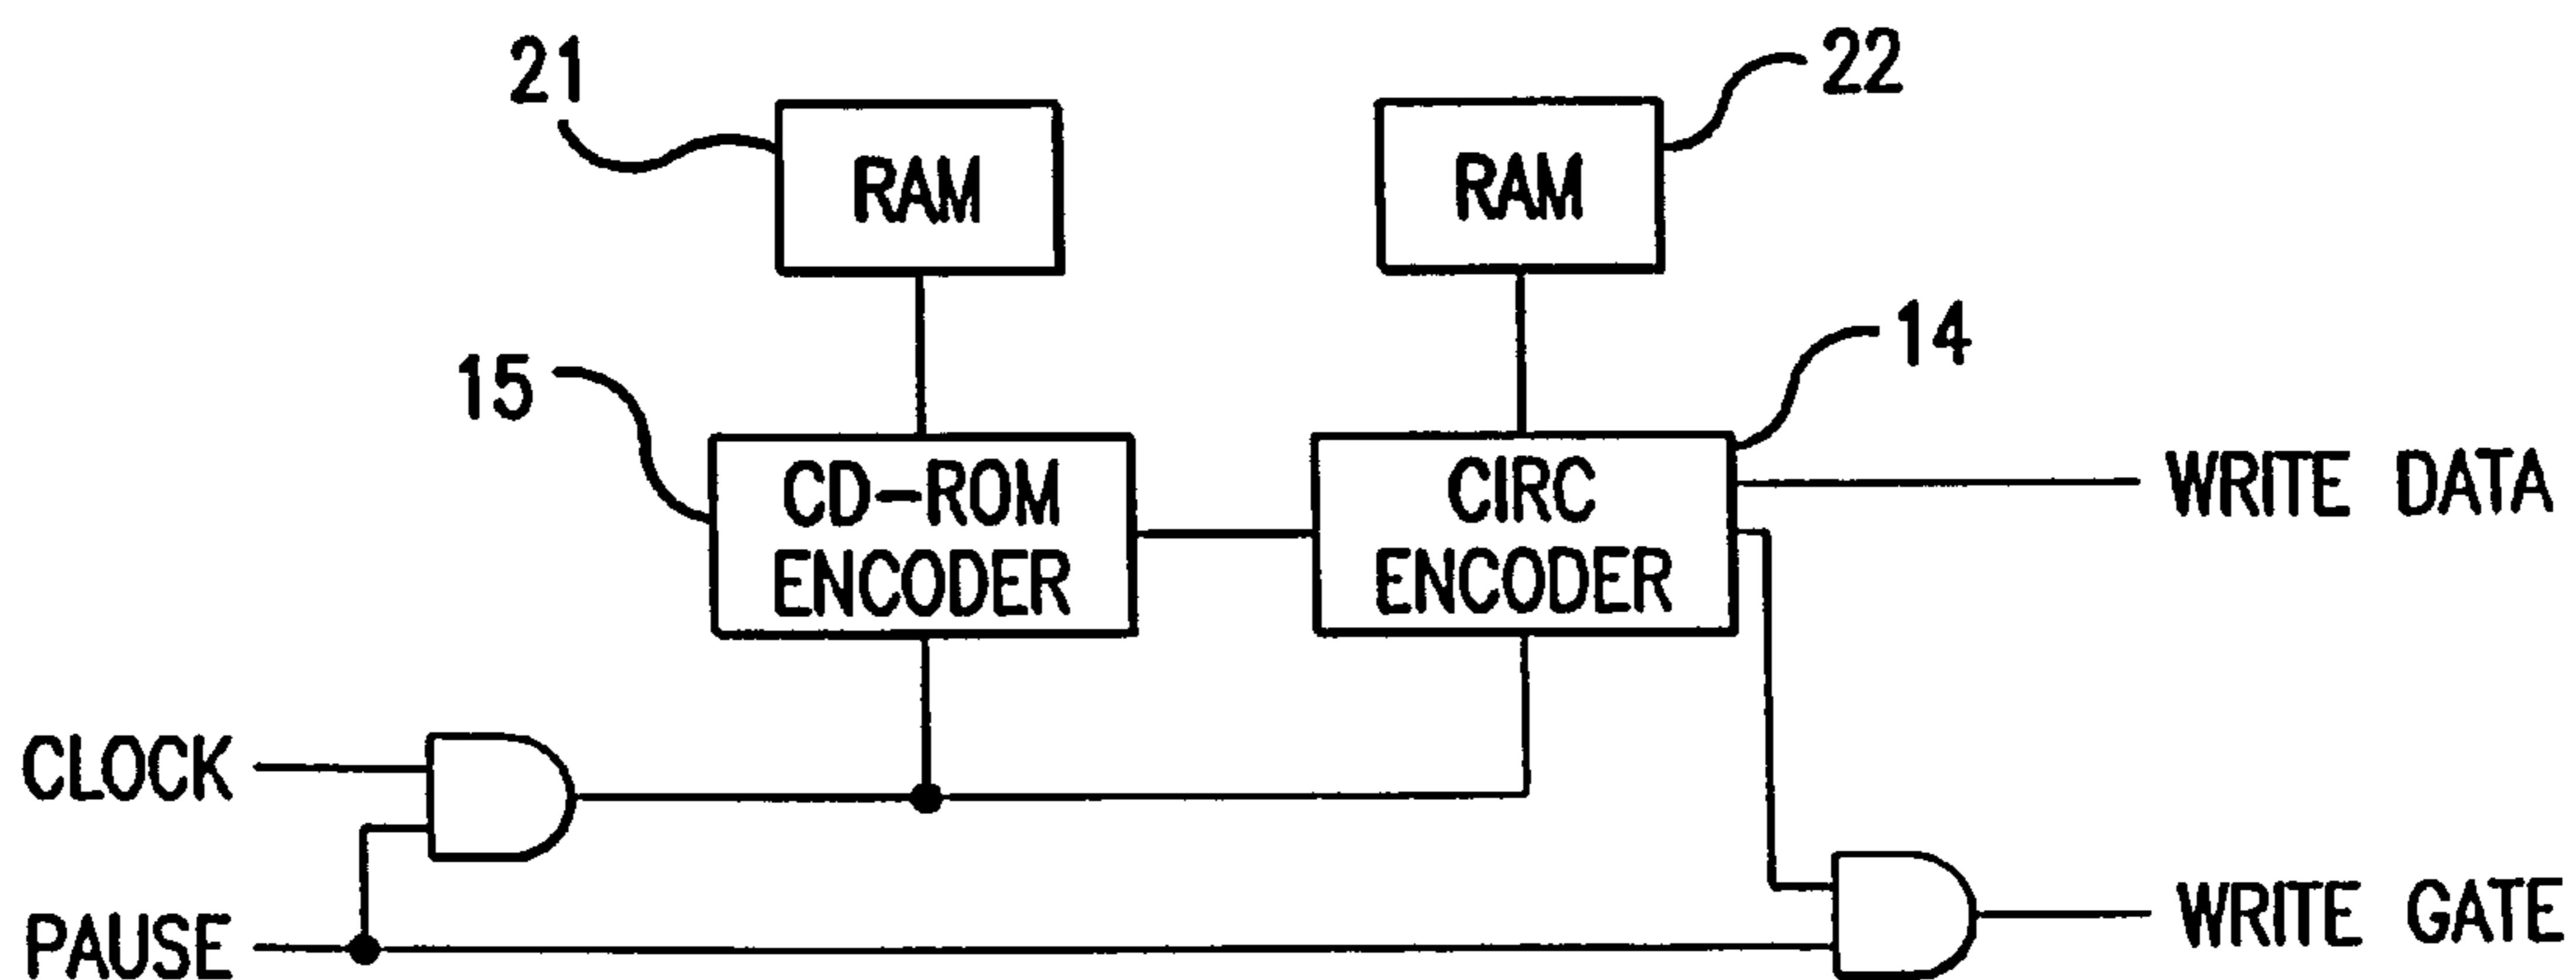 21
22
RAM
RAM
15
14
CD-ROM
ENCODER
CIRC
ENCODER
WRITE DATA
CLOCK
PAUSE
WRITE GATE